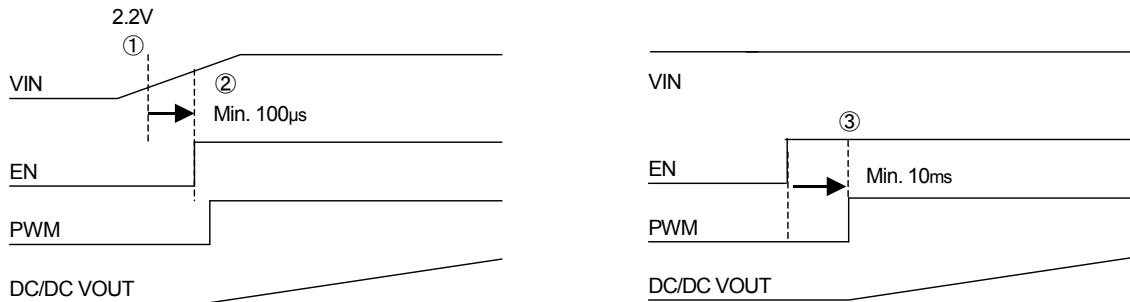 2.2V
①
VIN
②
Min. 100µs
EN
PWM
DC/DC VOUT
VIN
③
EN
Min. 10ms
PWM
DC/DC VOUT